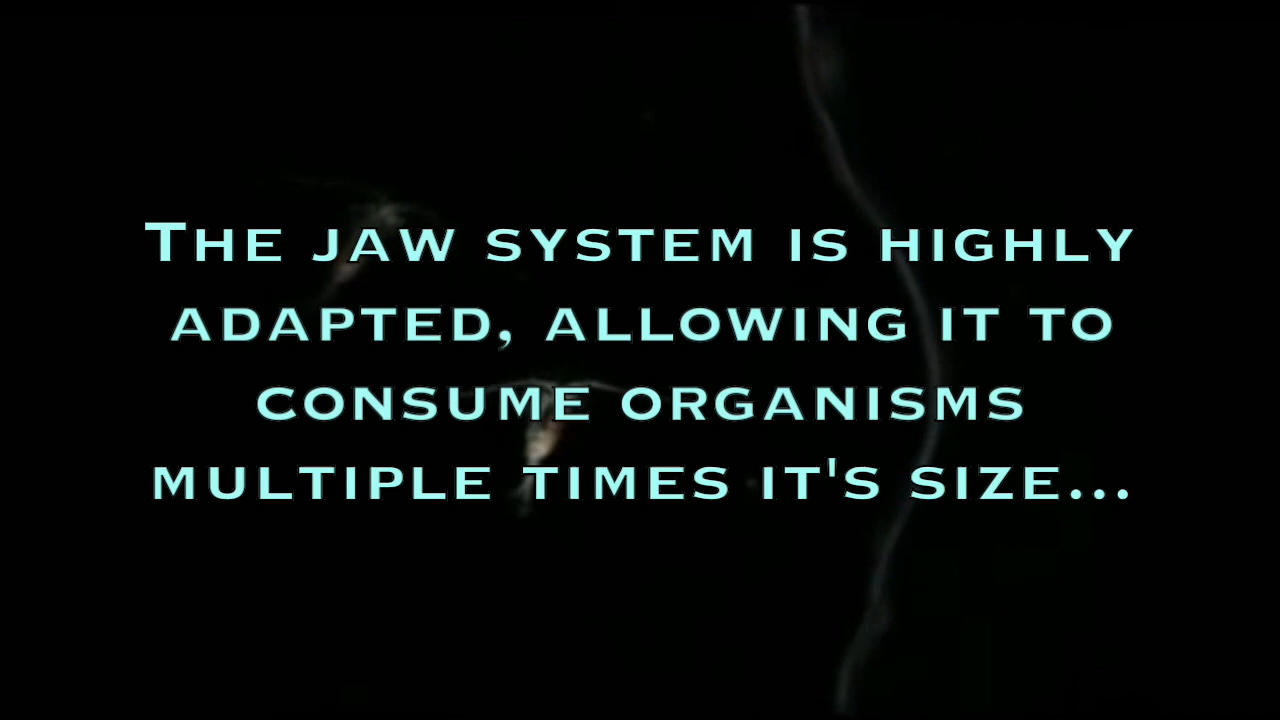 The jaw system is highly
adapted, allowing it to
consume organisms
multiple times it's size...